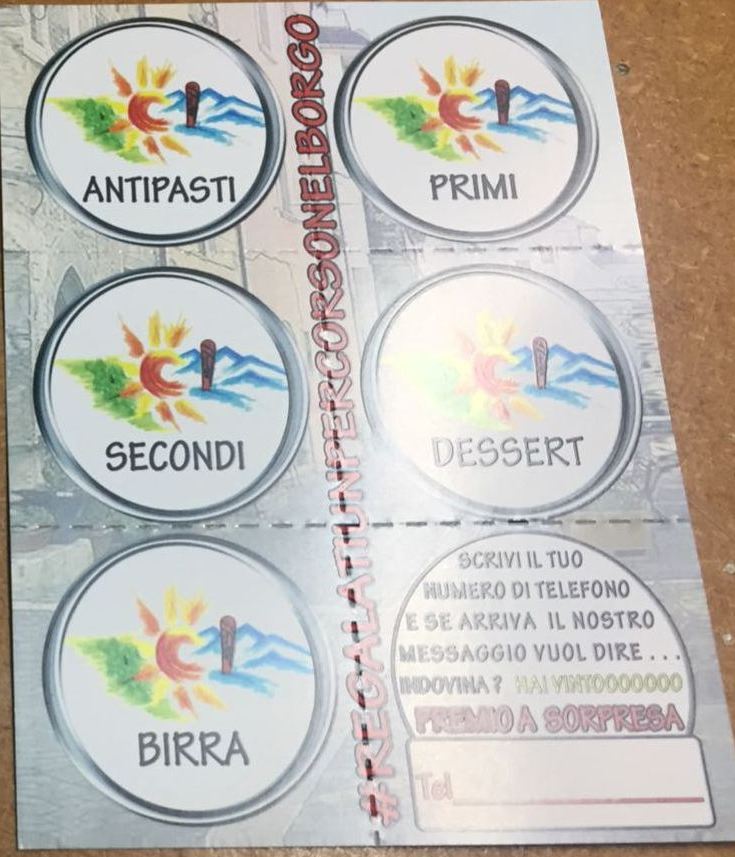 ANTIPASTI
PRIMI
#REGALATIUNPERCORSONELBORGO
SECONDI
DESSERT
BIRRA
SCRIVI IL TUO
NUMERO DI TELEFONO
E SE ARRIVA IL NOSTRO
MESSAGGIO VUOL DIRE . . .
INDOVINA ? HAI VINTOOOOOOO
PREMIO A SORPRESA
Tel